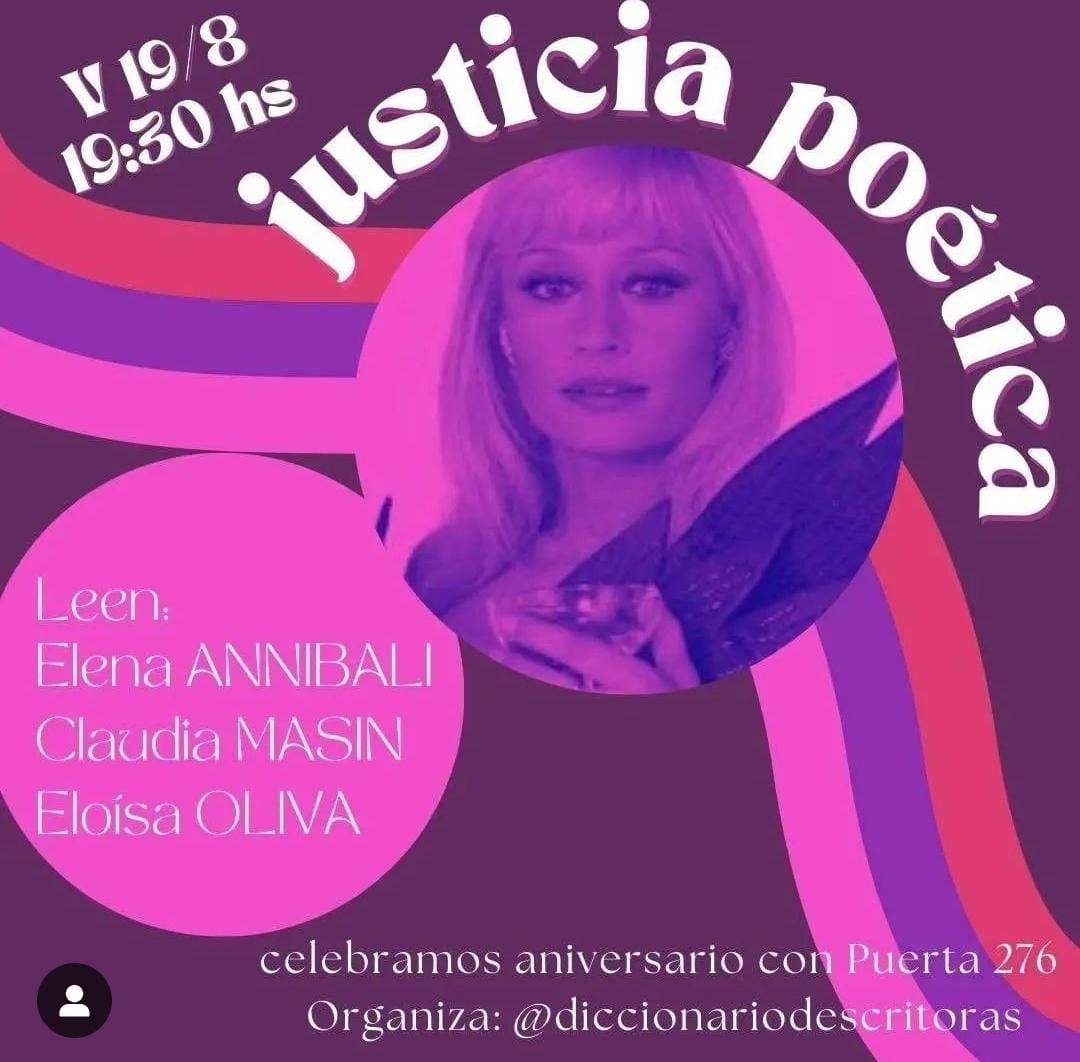 V 19/8
19:30 hs
justicia poética
Leen:
Elena ANNIBALI
Claudia MASIN
Eloísa OLIVA
celebramos aniversario con Puerta 276
Organiza: @diccionariodescritoras